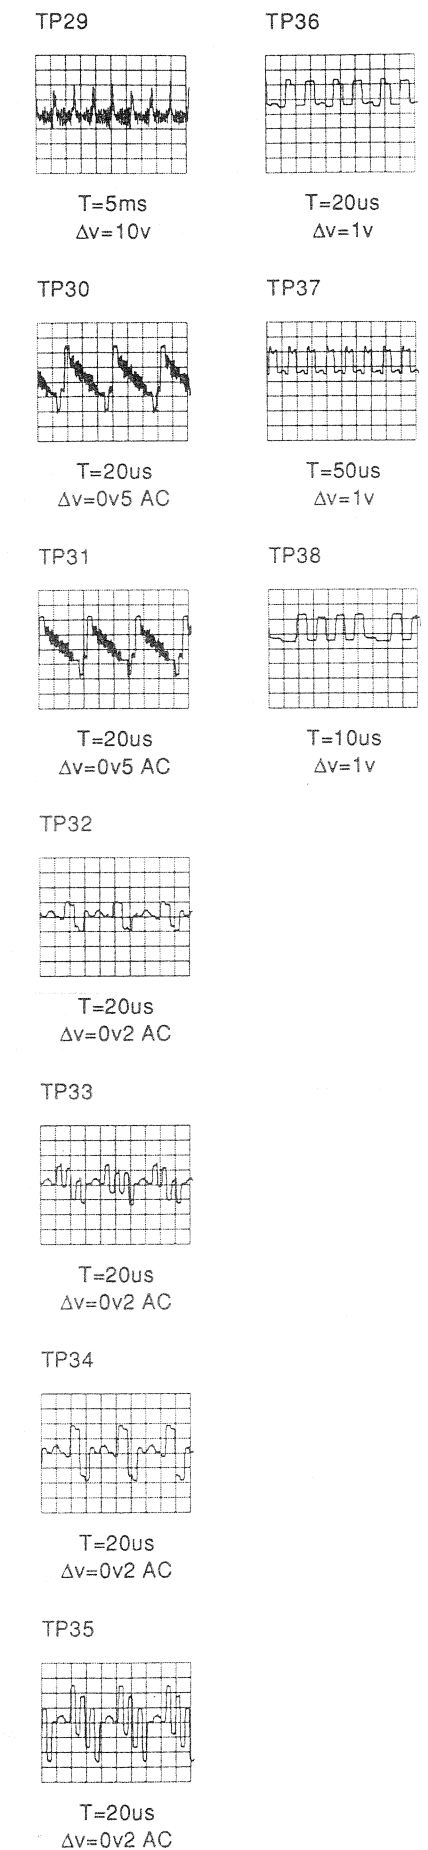 TP29
T=5ms
Δv=10v
TP30
T=20us
Δv=0v5 AC
TP31
T=20us
Δv=0v5 AC
TP32
T=20us
Δv=0v2 AC
TP33
T=20us
Δv=0v2 AC
TP34
T=20us
Δv=0v2 AC
TP35
T=20us
Δv=0v2 AC
TP36
T=20us
Δv=1v
TP37
T=50us
Δv=1v
TP38
T=10us
Δv=1v